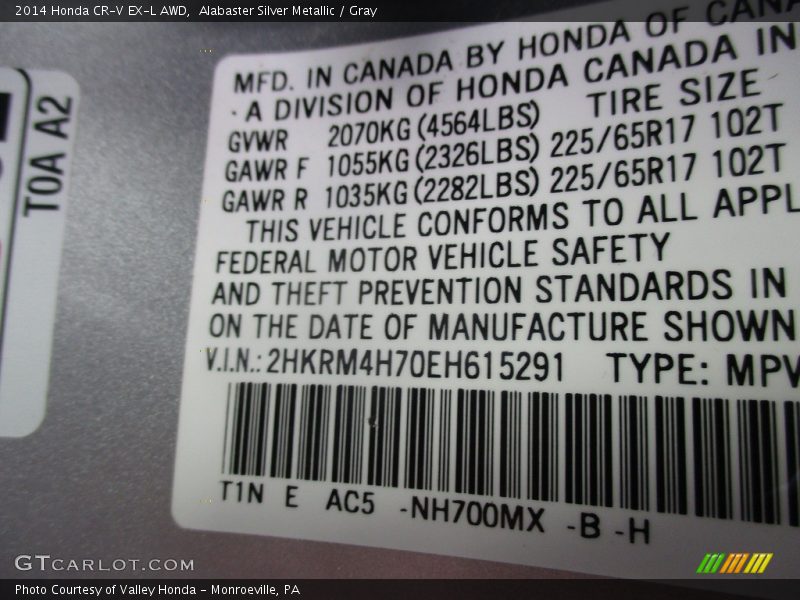 2014 Honda CR-V EX-L AWD,  Alabaster Silver Metallic / Gray
T0A A2
MFD. IN CANADA BY HONDA OF
· A DIVISION OF HONDA CANADA IN
TIRE SIZE
GVWR 2070KG (4564LBS)
GAWR F 1055KG (2326LBS) 225/65R17 102T
GAWR R 1035KG (2282LBS) 225/65R17 102T
THIS VEHICLE CONFORMS TO ALL APPL
FEDERAL MOTOR VEHICLE SAFETY
AND THEFT PREVENTION STANDARDS IN
ON THE DATE OF MANUFACTURE SHOWN
V.I.N.: 2HKRM4H70EH615291 TYPE: MPV
T1N E AC5 -NH700MX -B -H
GTCARLOT.COM
Photo Courtesy of Valley Honda - Monroeville, PA